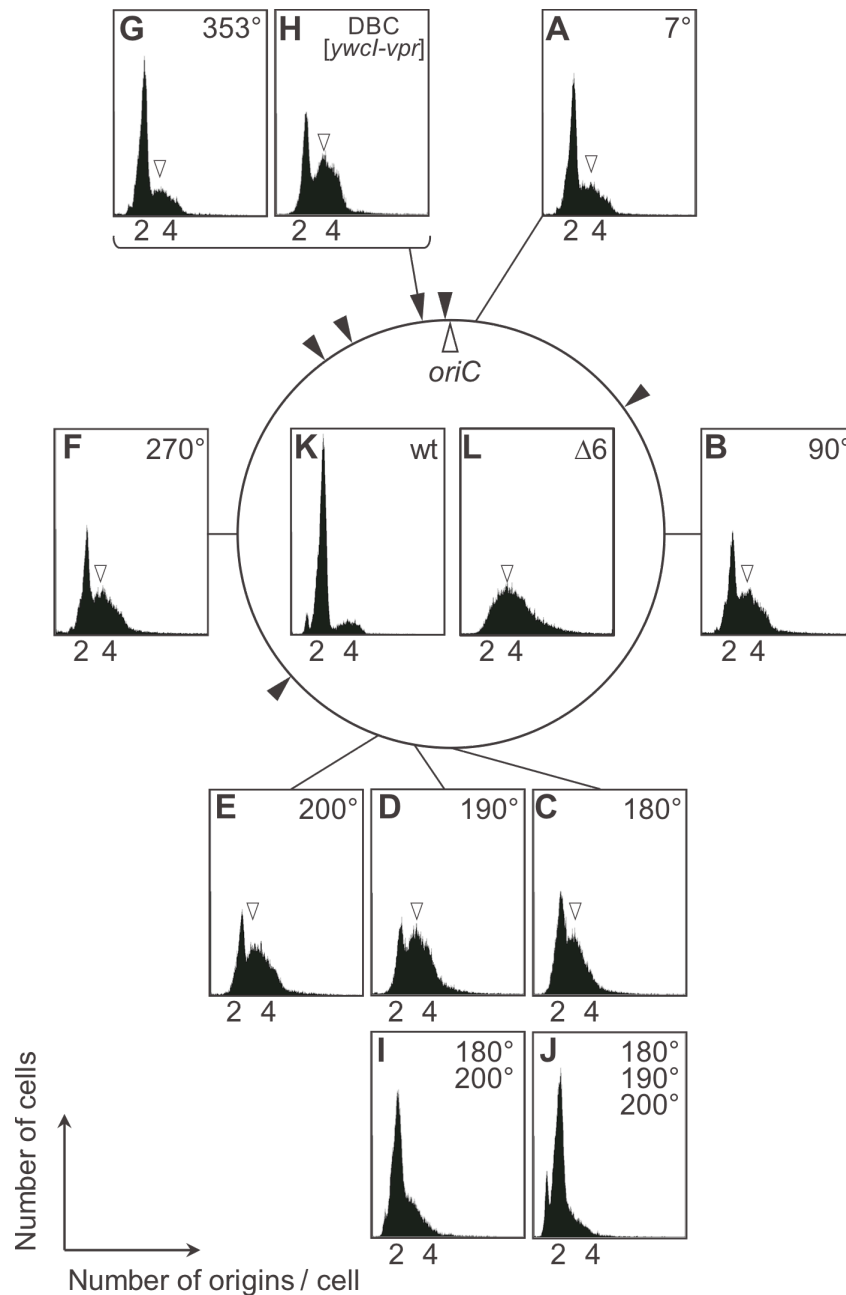 G 353°
2 4
H DBC
[ywcI-vpr]
2 4
A 7°
2 4
oriC
F 270°
2 4
K wt
2 4
L Δ6
2 4
B 90°
2 4
E 200°
2 4
D 190°
2 4
C 180°
2 4
I 180°
200°
2 4
J 180°
190°
200°
2 4
Number of cells
Number of origins / cell